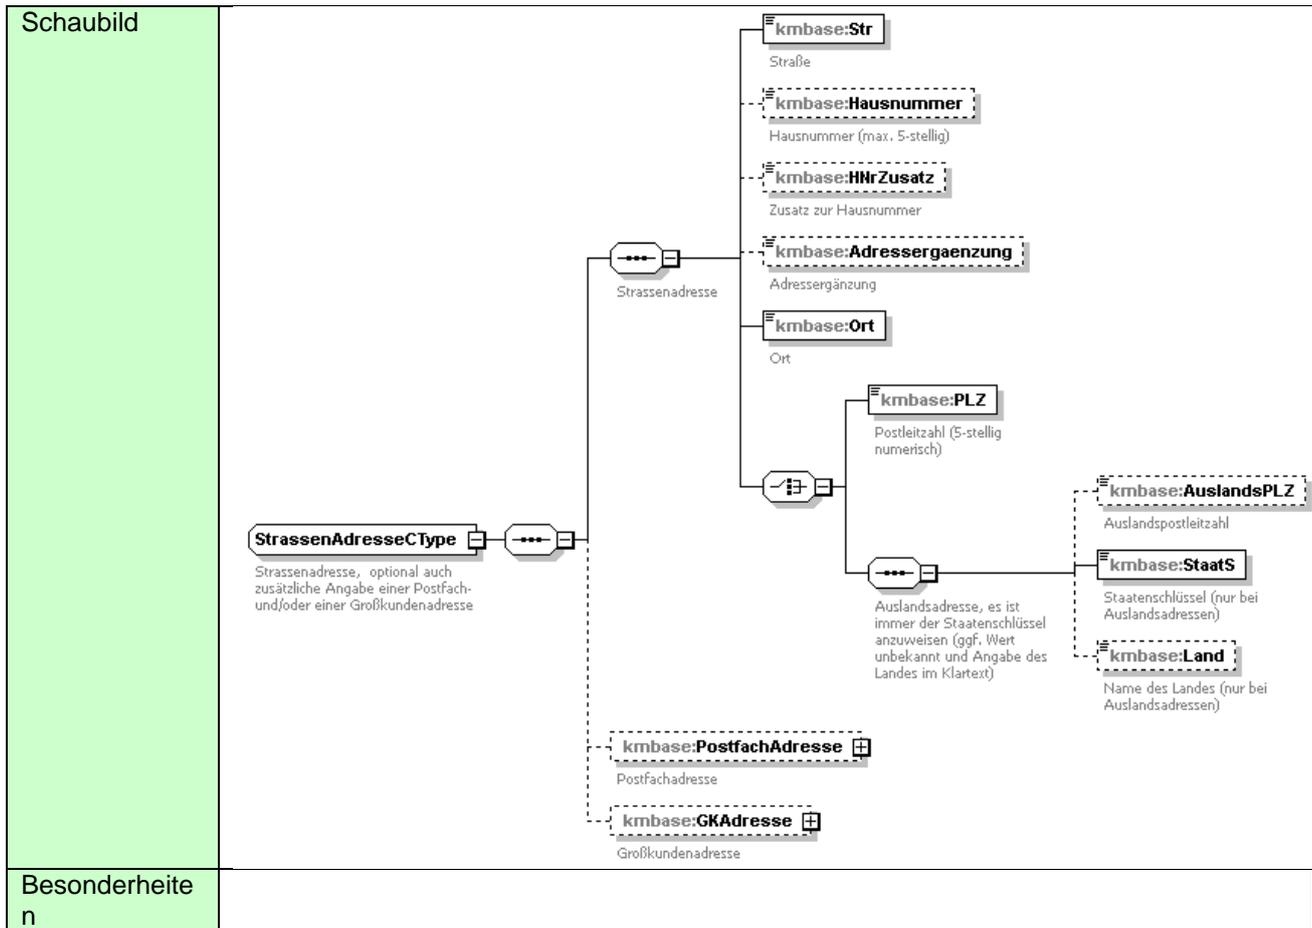 Schaubild
kmbase:Str
Straße
kmbase:Hausnummer
Hausnummer (max. 5-stellig)
kmbase:HNrZusatz
Zusatz zur Hausnummer
kmbase:Adressergaenzung
Adressergänzung
Strassenadresse
kmbase:Ort
Ort
kmbase:PLZ
Postleitzahl (5-stellig
numerisch)
kmbase:AuslandsPLZ
Auslandspostleitzahl
StrassenAdresseCType
Strassenadresse, optional auch
zusätzliche Angabe einer Postfach-
und/oder einer Großkundenadresse
kmbase:StaatS
Staatenschlüssel (nur bei
Auslandsadressen)
Auslandsadresse, es ist
immer der Staatenschlüssel
anzuweisen (ggf. Wert
unbekannt und Angabe des
Landes im Klartext)
kmbase:Land
Name des Landes (nur bei
Auslandsadressen)
kmbase:PostfachAdresse
Postfachadresse
kmbase:GKAdresse
Großkundenadresse
Besonderheite
n